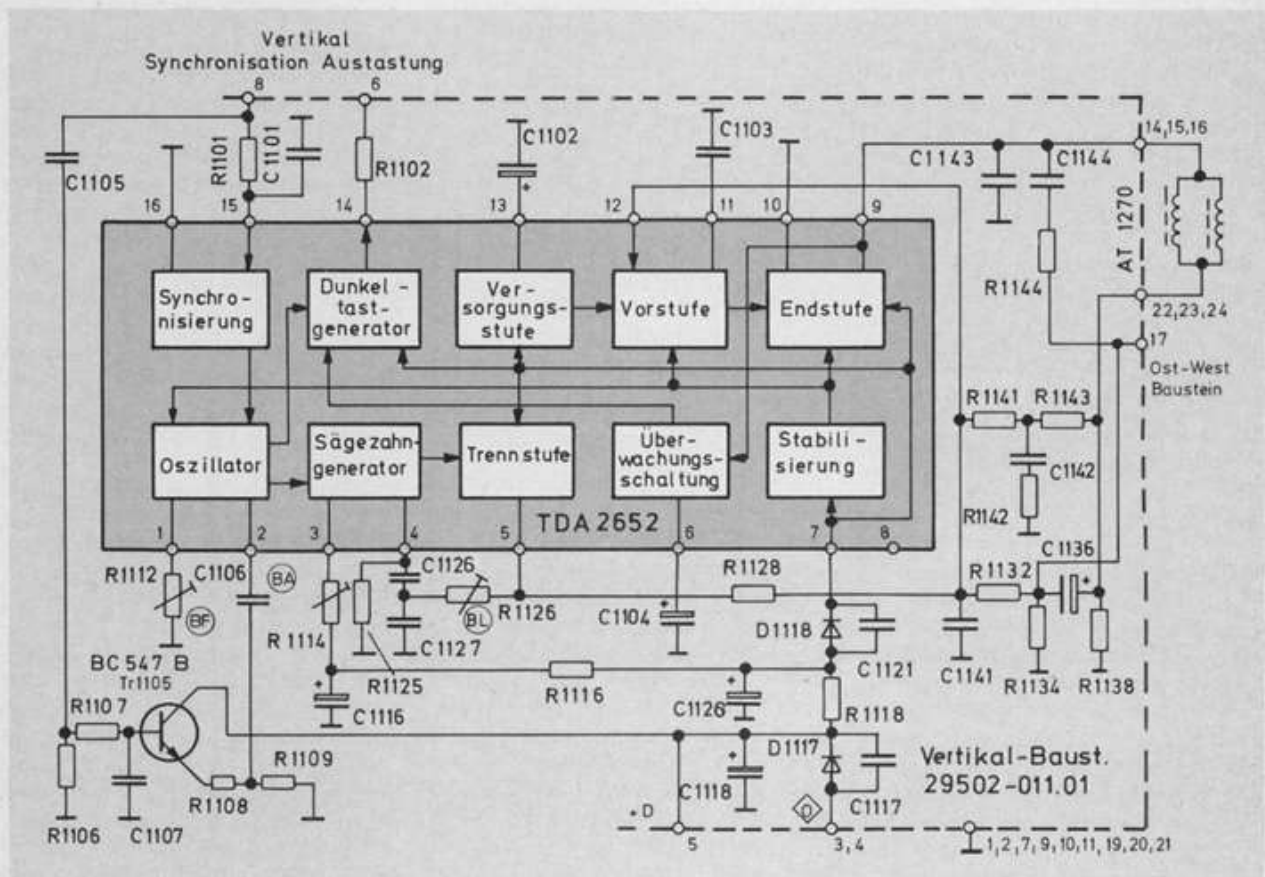 Vertikal
Synchronisation Austastung
8
6
14,15,16
C1105
R1101
C1101
R1102
C1102
+
C1103
C1143
C1144
AT 1270
16
15
14
13
12
11
10
9
Synchro-
nisierung
Dunkel-
tast-
generator
Ver-
sorgungs-
stufe
Vorstufe
Endstufe
R1144
22,23,24
17
Ost-West
Baustein
Oszillator
Sägezahn-
generator
Trennstufe
Über-
wachungs-
schaltung
Stabili-
sierung
R1141
R1143
C1142
R1142
TDA 2652
1
2
3
4
5
6
7
8
R1112
BF
C1106
BA
R1114
C1126
C1127
BL
R1126
R1128
C1104
+
D1118
C1121
R1132
C1136
+
C1141
R1134
R1138
BC 547 B
Tr1105
R1125
R1116
+
C1116
+
C1126
R1118
R1107
R1109
R1108
R1106
C1107
+
C1118
D1117
C1117
Vertikal-Baust.
29502-011.01
+D
D
5
3,4
1,2,7,9,10,11,19,20,21